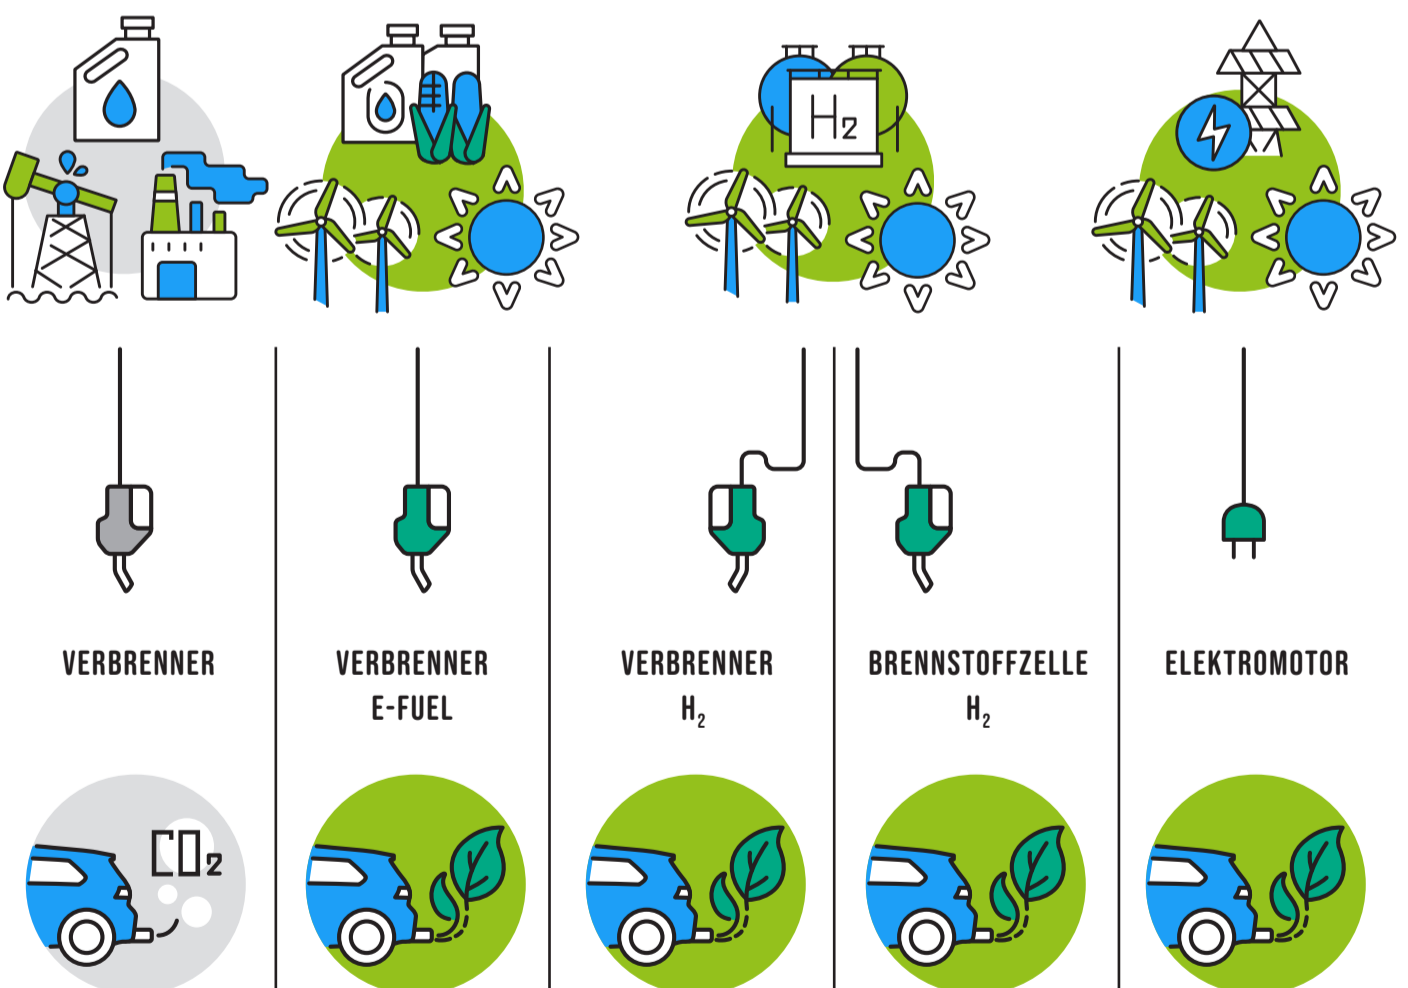 H2
VERBRENNER
VERBRENNER
E-FUEL
VERBRENNER
H₂
BRENNSTOFFZELLE
H₂
ELEKTROMOTOR
CO₂